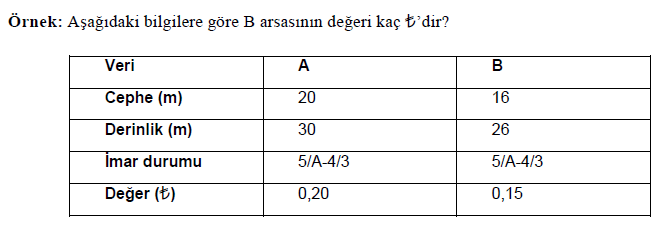 Örnek: Aşağıdaki bilgilere göre B arsasının değeri kaç ₺'dir?
Veri A B
Cephe (m) 20 16
Derinlik (m) 30 26
İmar durumu 5/A-4/3 5/A-4/3
Değer (₺) 0,20 0,15